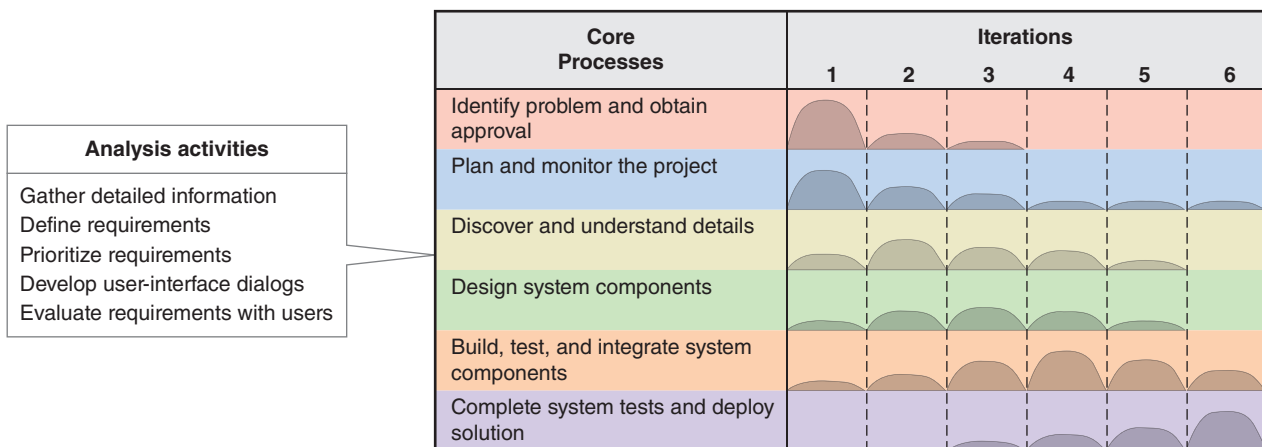 Analysis activities
Gather detailed information
Define requirements
Prioritize requirements
Develop user-interface dialogs
Evaluate requirements with users
Core
Processes
Iterations
1 2 3 4 5 6
Identify problem and obtain
approval
Plan and monitor the project
Discover and understand details
Design system components
Build, test, and integrate system
components
Complete system tests and deploy
solution